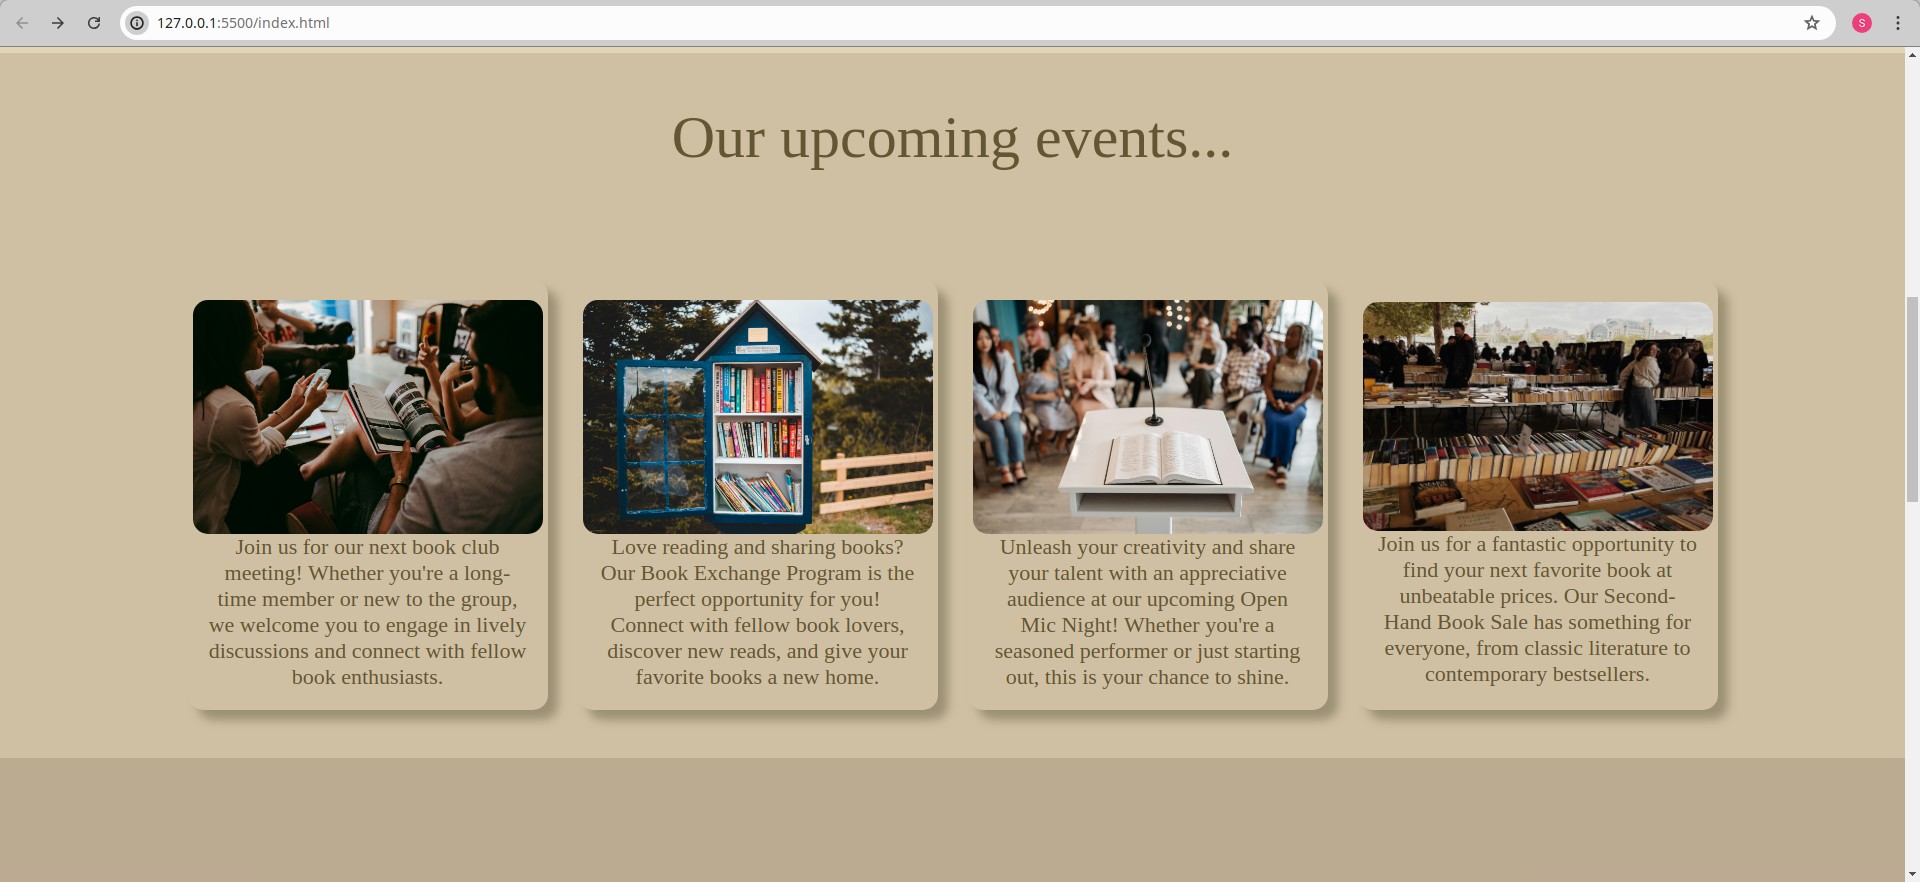 127.0.0.1:5500/index.html
S
Our upcoming events...
Join us for our next book club
meeting! Whether you're a long-
time member or new to the group,
we welcome you to engage in lively
discussions and connect with fellow
book enthusiasts.
Love reading and sharing books?
Our Book Exchange Program is the
perfect opportunity for you!
Connect with fellow book lovers,
discover new reads, and give your
favorite books a new home.
Unleash your creativity and share
your talent with an appreciative
audience at our upcoming Open
Mic Night! Whether you're a
seasoned performer or just starting
out, this is your chance to shine.
Join us for a fantastic opportunity to
find your next favorite book at
unbeatable prices. Our Second-
Hand Book Sale has something for
everyone, from classic literature to
contemporary bestsellers.